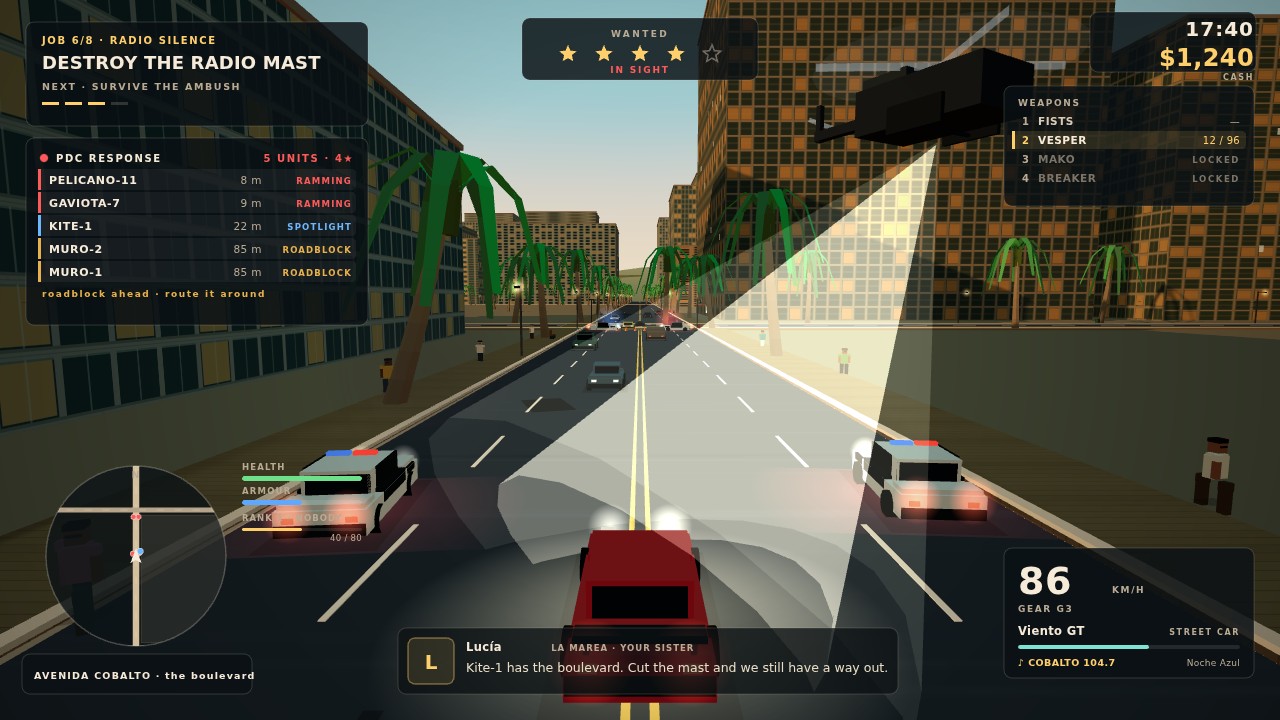 JOB 6/8 · RADIO SILENCE
DESTROY THE RADIO MAST
NEXT · SURVIVE THE AMBUSH
PDC RESPONSE 5 UNITS · 4★
PELICANO-11 8 m RAMMING
GAVIOTA-7 9 m RAMMING
KITE-1 22 m SPOTLIGHT
MURO-2 85 m ROADBLOCK
MURO-1 85 m ROADBLOCK
roadblock ahead · route it around
WANTED
IN SIGHT
17:40
$1,240
CASH
WEAPONS
1 FISTS —
2 VESPER 12 / 96
3 MAKO LOCKED
4 BREAKER LOCKED
HEALTH
ARMOUR
RANK
40 / 80
AVENIDA COBALTO · the boulevard
L
Lucía LA MAREA · YOUR SISTER
Kite-1 has the boulevard. Cut the mast and we still have a way out.
86 KM/H
GEAR G3
Viento GT STREET CAR
♪ COBALTO 104.7 Noche Azul